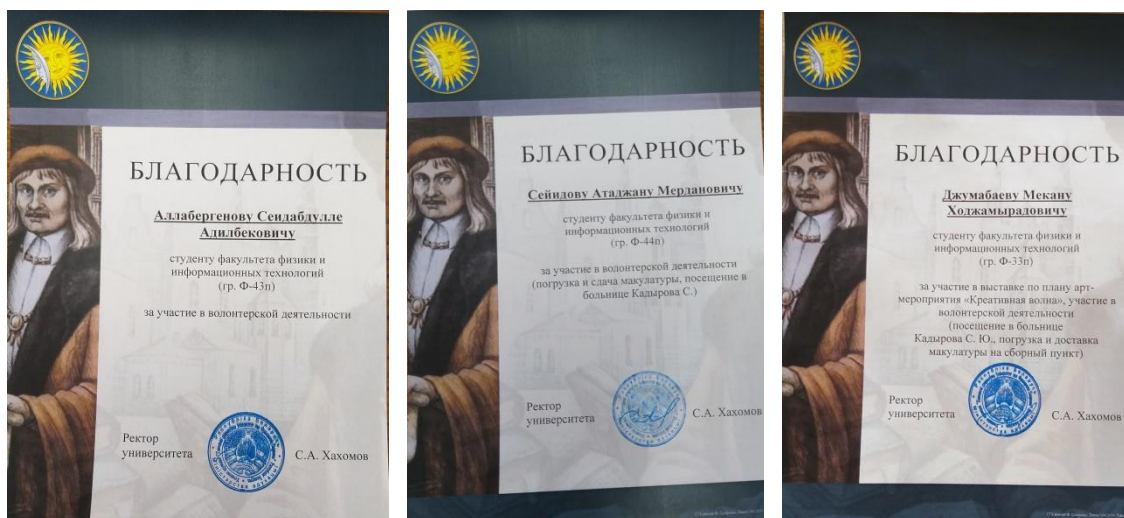 БЛАГОДАРНОСТЬ
Аллабергенову Сеидабдулле
Адилбековичу
студенту факультета физики и
информационных технологий
(гр. Ф-43п)
за участие в волонтерской деятельности
Ректор
университета
С.А. Хахомов
БЛАГОДАРНОСТЬ
Сейидову Атаджану Мердановичу
студенту факультета физики и
информационных технологий
(гр. Ф-44п)
за участие в волонтерской деятельности
(погрузка и сдача макулатуры, посещение в
больнице Кадырова С.)
Ректор
университета
С.А. Хахомов
БЛАГОДАРНОСТЬ
Джумабаеву Мекану
Ходжамырадовичу
студенту факультета физики и
информационных технологий
(гр. Ф-33п)
за участие в выставке по плану арт-
мероприятия «Креативная волна», участие в
волонтерской деятельности
(посещение в больнице
Кадырова С. Ю., погрузка и доставка
макулатуры на сборный пункт)
Ректор
университета
С.А. Хахомов